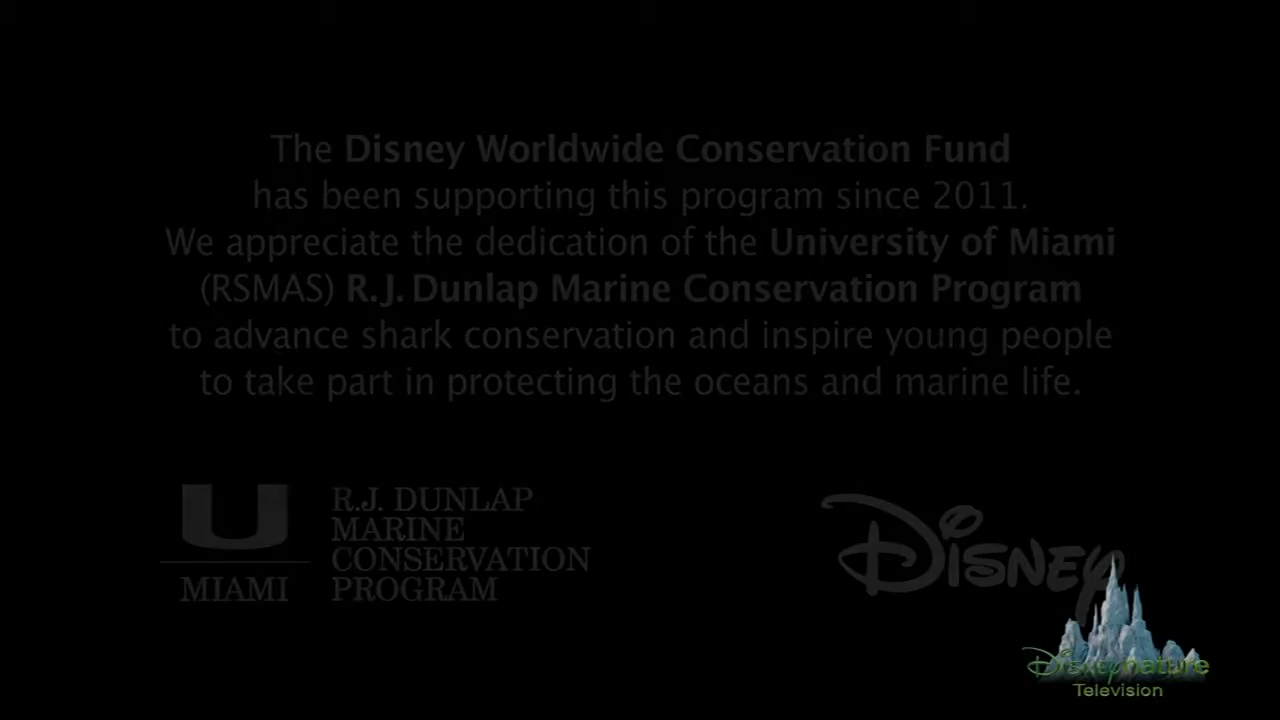 The Disney Worldwide Conservation Fund
has been supporting this program since 2011.
We appreciate the dedication of the University of Miami
(RSMAS) R.J. Dunlap Marine Conservation Program
to advance shark conservation and inspire young people
to take part in protecting the oceans and marine life.
U
MIAMI
R.J. DUNLAP
MARINE
CONSERVATION
PROGRAM
Disney
Disneynature
Television